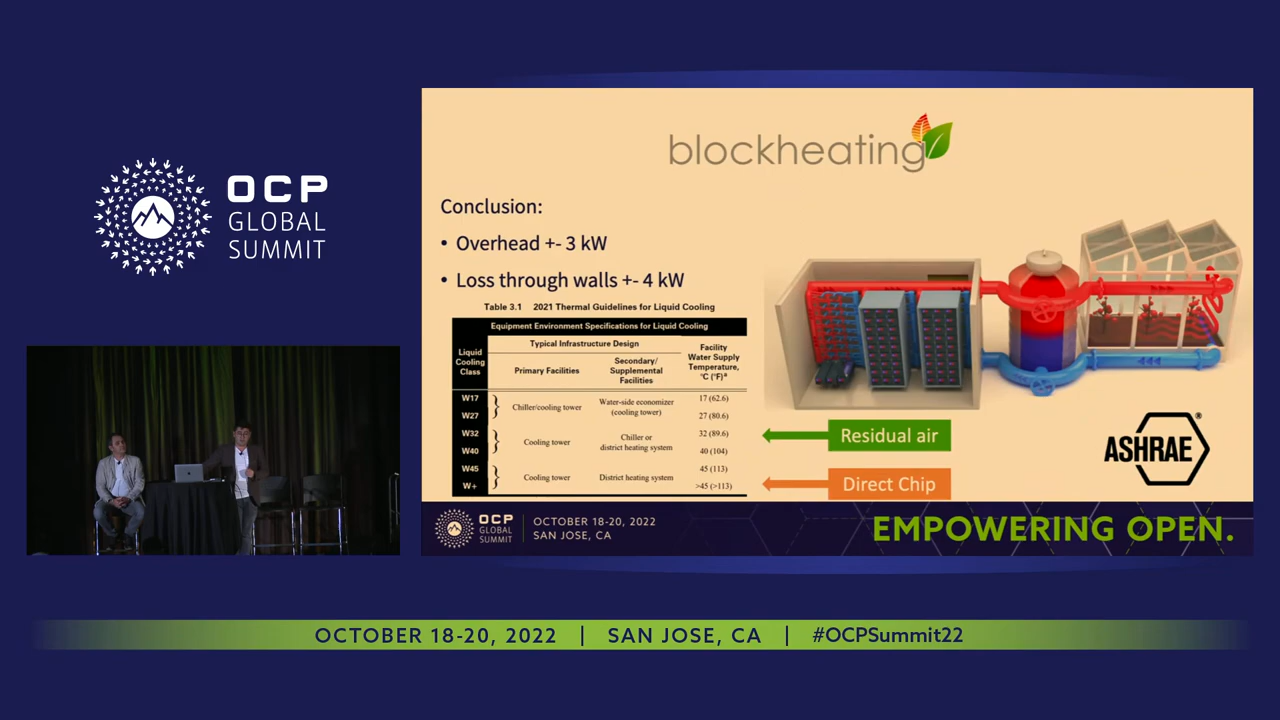 OCP
GLOBAL
SUMMIT
blockheating
Conclusion:
• Overhead +- 3 kW
• Loss through walls +- 4 kW
Table 3.1 2021 Thermal Guidelines for Liquid Cooling
Equipment Environment Specifications for Liquid Cooling
Liquid Cooling Class
Typical Infrastructure Design
Primary Facilities
Secondary/ Supplemental Facilities
Facility Water Supply Temperature, °C (°F)ª
W17 17 (62.6)
Chiller/cooling tower Water-side economizer (cooling tower)
W27 27 (80.6)
W32 32 (89.6)
Cooling tower Chiller or district heating system
W40 40 (104)
W45 45 (113)
Cooling tower District heating system
W+ >45 (>113)
Residual air
Direct Chip
ASHRAE®
OCP
GLOBAL
SUMMIT
OCTOBER 18-20, 2022
SAN JOSE, CA
EMPOWERING OPEN.
OCTOBER 18-20, 2022 | SAN JOSE, CA | #OCPSummit22